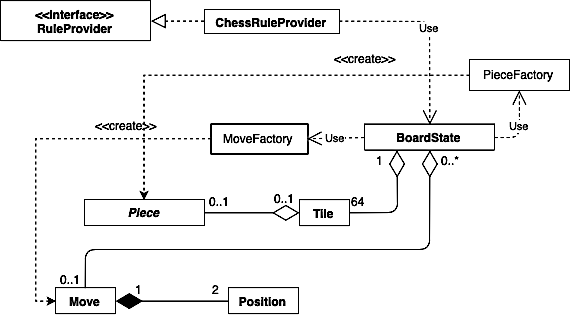 <<Interface>>
RuleProvider
ChessRuleProvider
Use
<<create>>
PieceFactory
<<create>>
MoveFactory
Use
BoardState
Use
1
0..*
Piece
0..1
0..1
Tile
64
0..1
Move
1
2
Position